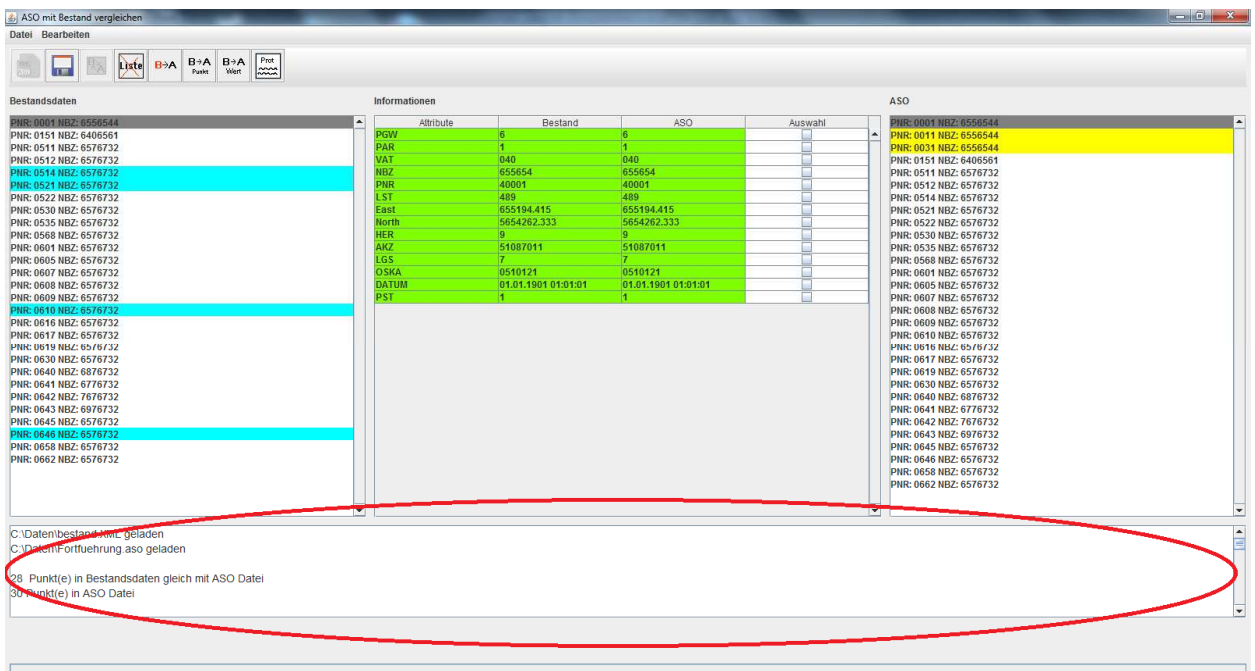 ASO mit Bestand vergleichen
Datei Bearbeiten
Liste B→A B→A Punkt B→A Wert Prot
Bestandsdaten
PNR: 0001 NBZ: 6556544
PNR: 0151 NBZ: 6406561
PNR: 0511 NBZ: 6576732
PNR: 0512 NBZ: 6576732
PNR: 0514 NBZ: 6576732
PNR: 0521 NBZ: 6576732
PNR: 0522 NBZ: 6576732
PNR: 0530 NBZ: 6576732
PNR: 0535 NBZ: 6576732
PNR: 0568 NBZ: 6576732
PNR: 0601 NBZ: 6576732
PNR: 0605 NBZ: 6576732
PNR: 0607 NBZ: 6576732
PNR: 0608 NBZ: 6576732
PNR: 0609 NBZ: 6576732
PNR: 0610 NBZ: 6576732
PNR: 0616 NBZ: 6576732
PNR: 0617 NBZ: 6576732
PNR: 0619 NBZ: 6576732
PNR: 0630 NBZ: 6576732
PNR: 0640 NBZ: 6876732
PNR: 0641 NBZ: 6776732
PNR: 0642 NBZ: 7676732
PNR: 0643 NBZ: 6976732
PNR: 0645 NBZ: 6576732
PNR: 0646 NBZ: 6576732
PNR: 0658 NBZ: 6576732
PNR: 0662 NBZ: 6576732
Informationen
Attribute Bestand ASO Auswahl
PGW 6 6
PAR 1 1
VAT 040 040
NBZ 655654 655654
PNR 40001 40001
LST 489 489
East 655194.415 655194.415
North 5654262.333 5654262.333
HER 9 9
AKZ 51087011 51087011
LGS 7 7
OSKA 0510121 0510121
DATUM 01.01.1901 01:01:01 01.01.1901 01:01:01
PST 1 1
ASO
PNR: 0001 NBZ: 6556544
PNR: 0011 NBZ: 6556544
PNR: 0031 NBZ: 6556544
PNR: 0151 NBZ: 6406561
PNR: 0511 NBZ: 6576732
PNR: 0512 NBZ: 6576732
PNR: 0514 NBZ: 6576732
PNR: 0521 NBZ: 6576732
PNR: 0522 NBZ: 6576732
PNR: 0530 NBZ: 6576732
PNR: 0535 NBZ: 6576732
PNR: 0568 NBZ: 6576732
PNR: 0601 NBZ: 6576732
PNR: 0605 NBZ: 6576732
PNR: 0607 NBZ: 6576732
PNR: 0608 NBZ: 6576732
PNR: 0609 NBZ: 6576732
PNR: 0610 NBZ: 6576732
PNR: 0616 NBZ: 6576732
PNR: 0617 NBZ: 6576732
PNR: 0619 NBZ: 6576732
PNR: 0630 NBZ: 6576732
PNR: 0640 NBZ: 6876732
PNR: 0641 NBZ: 6776732
PNR: 0642 NBZ: 7676732
PNR: 0643 NBZ: 6976732
PNR: 0645 NBZ: 6576732
PNR: 0646 NBZ: 6576732
PNR: 0658 NBZ: 6576732
PNR: 0662 NBZ: 6576732
C:\Daten\bestand.XML geladen
C:\Daten\Fortfuehrung.aso geladen
28 Punkt(e) in Bestandsdaten gleich mit ASO Datei
30 Punkt(e) in ASO Datei